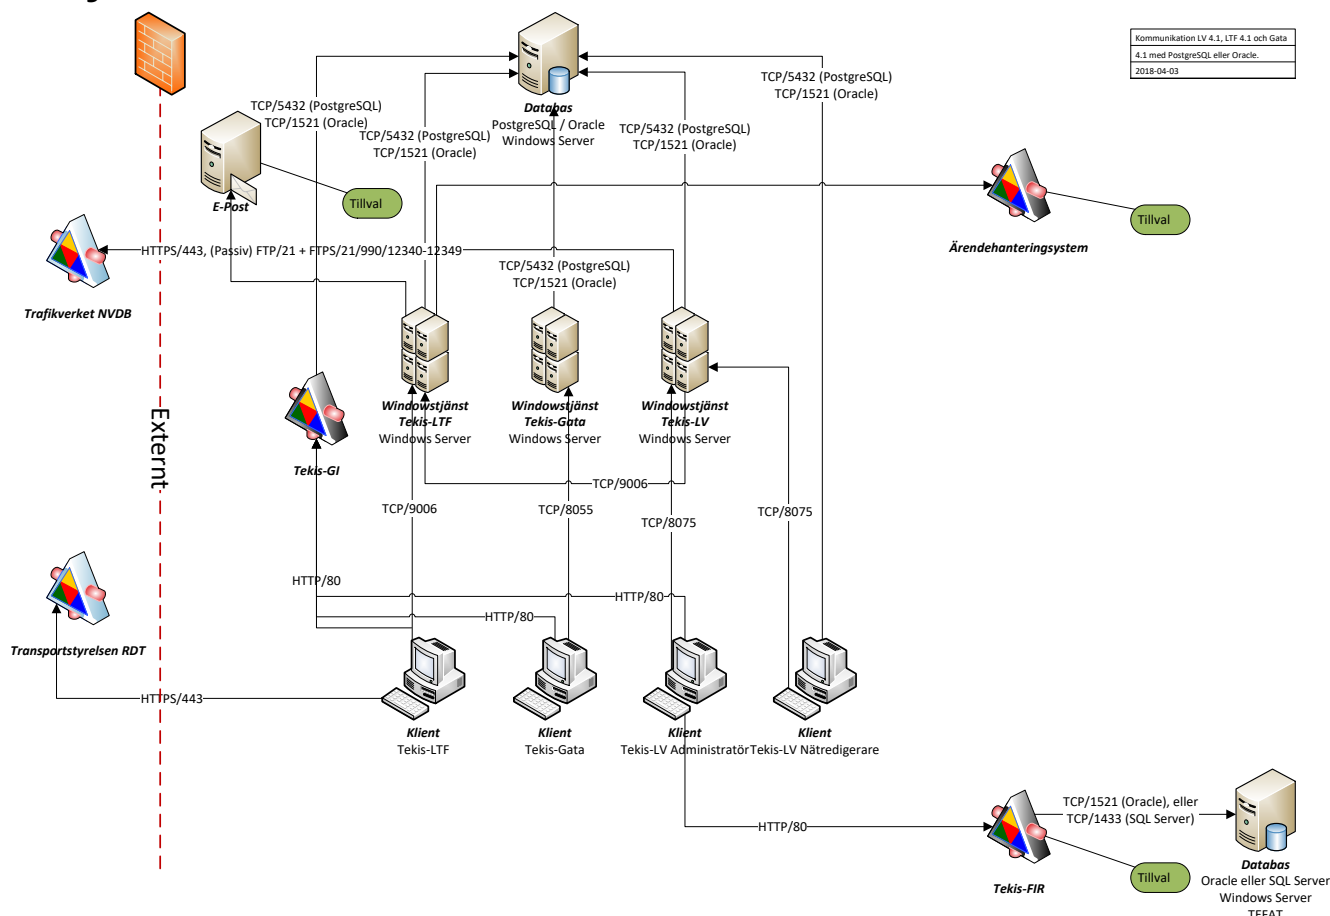 Kommunikation LV 4.1, LTF 4.1 och Gata
4.1 med PostgreSQL eller Oracle.
2018-04-03
TCP/5432 (PostgreSQL)
TCP/1521 (Oracle)
TCP/5432 (PostgreSQL)
TCP/1521 (Oracle)
Databas
PostgreSQL / Oracle
Windows Server
TCP/5432 (PostgreSQL)
TCP/1521 (Oracle)
TCP/5432 (PostgreSQL)
TCP/1521 (Oracle)
E-Post
Tillval
Tillval
Ärendehanteringsystem
HTTPS/443, (Passiv) FTP/21 + FTPS/21/990/12340-12349
TCP/5432 (PostgreSQL)
TCP/1521 (Oracle)
Trafikverket NVDB
Externt
Windowstjänst
Tekis-LTF
Windows Server
Windowstjänst
Tekis-Gata
Windows Server
Windowstjänst
Tekis-LV
Windows Server
Tekis-GI
TCP/9006
TCP/9006
TCP/8055
TCP/8075
TCP/8075
HTTP/80
HTTP/80
HTTP/80
Transportstyrelsen RDT
HTTPS/443
Klient
Tekis-LTF
Klient
Tekis-Gata
Klient
Tekis-LV Administratör
Klient
Tekis-LV Nätredigerare
HTTP/80
TCP/1521 (Oracle), eller
TCP/1433 (SQL Server)
Tekis-FIR
Tillval
Databas
Oracle eller SQL Server
Windows Server